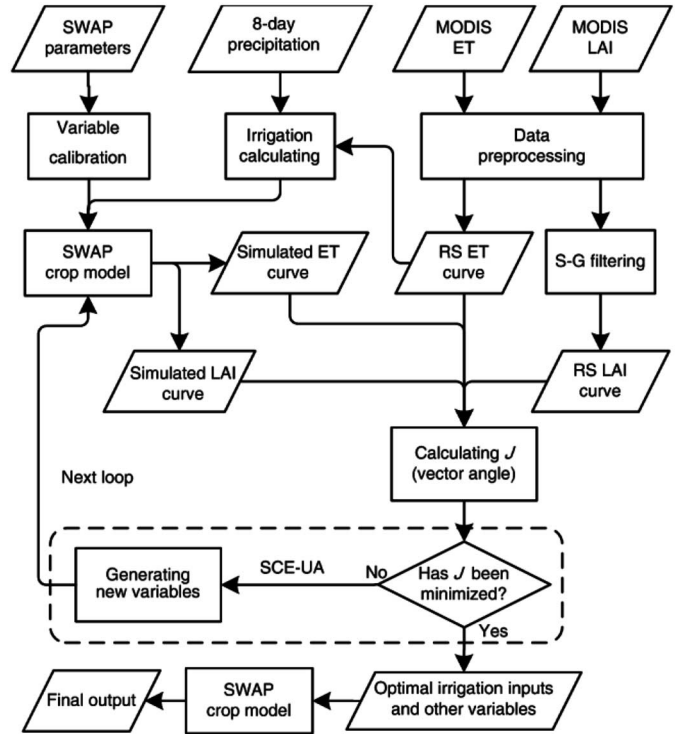 SWAP
parameters
8-day
precipitation
MODIS
ET
MODIS
LAI
Variable
calibration
Irrigation
calculating
Data
preprocessing
SWAP
crop model
Simulated ET
curve
RS ET
curve
S-G filtering
Simulated LAI
curve
RS LAI
curve
Calculating J
(vector angle)
Next loop
Generating
new variables
SCE-UA
No
Has J been
minimized?
Yes
Final output
SWAP
crop model
Optimal irrigation inputs
and other variables